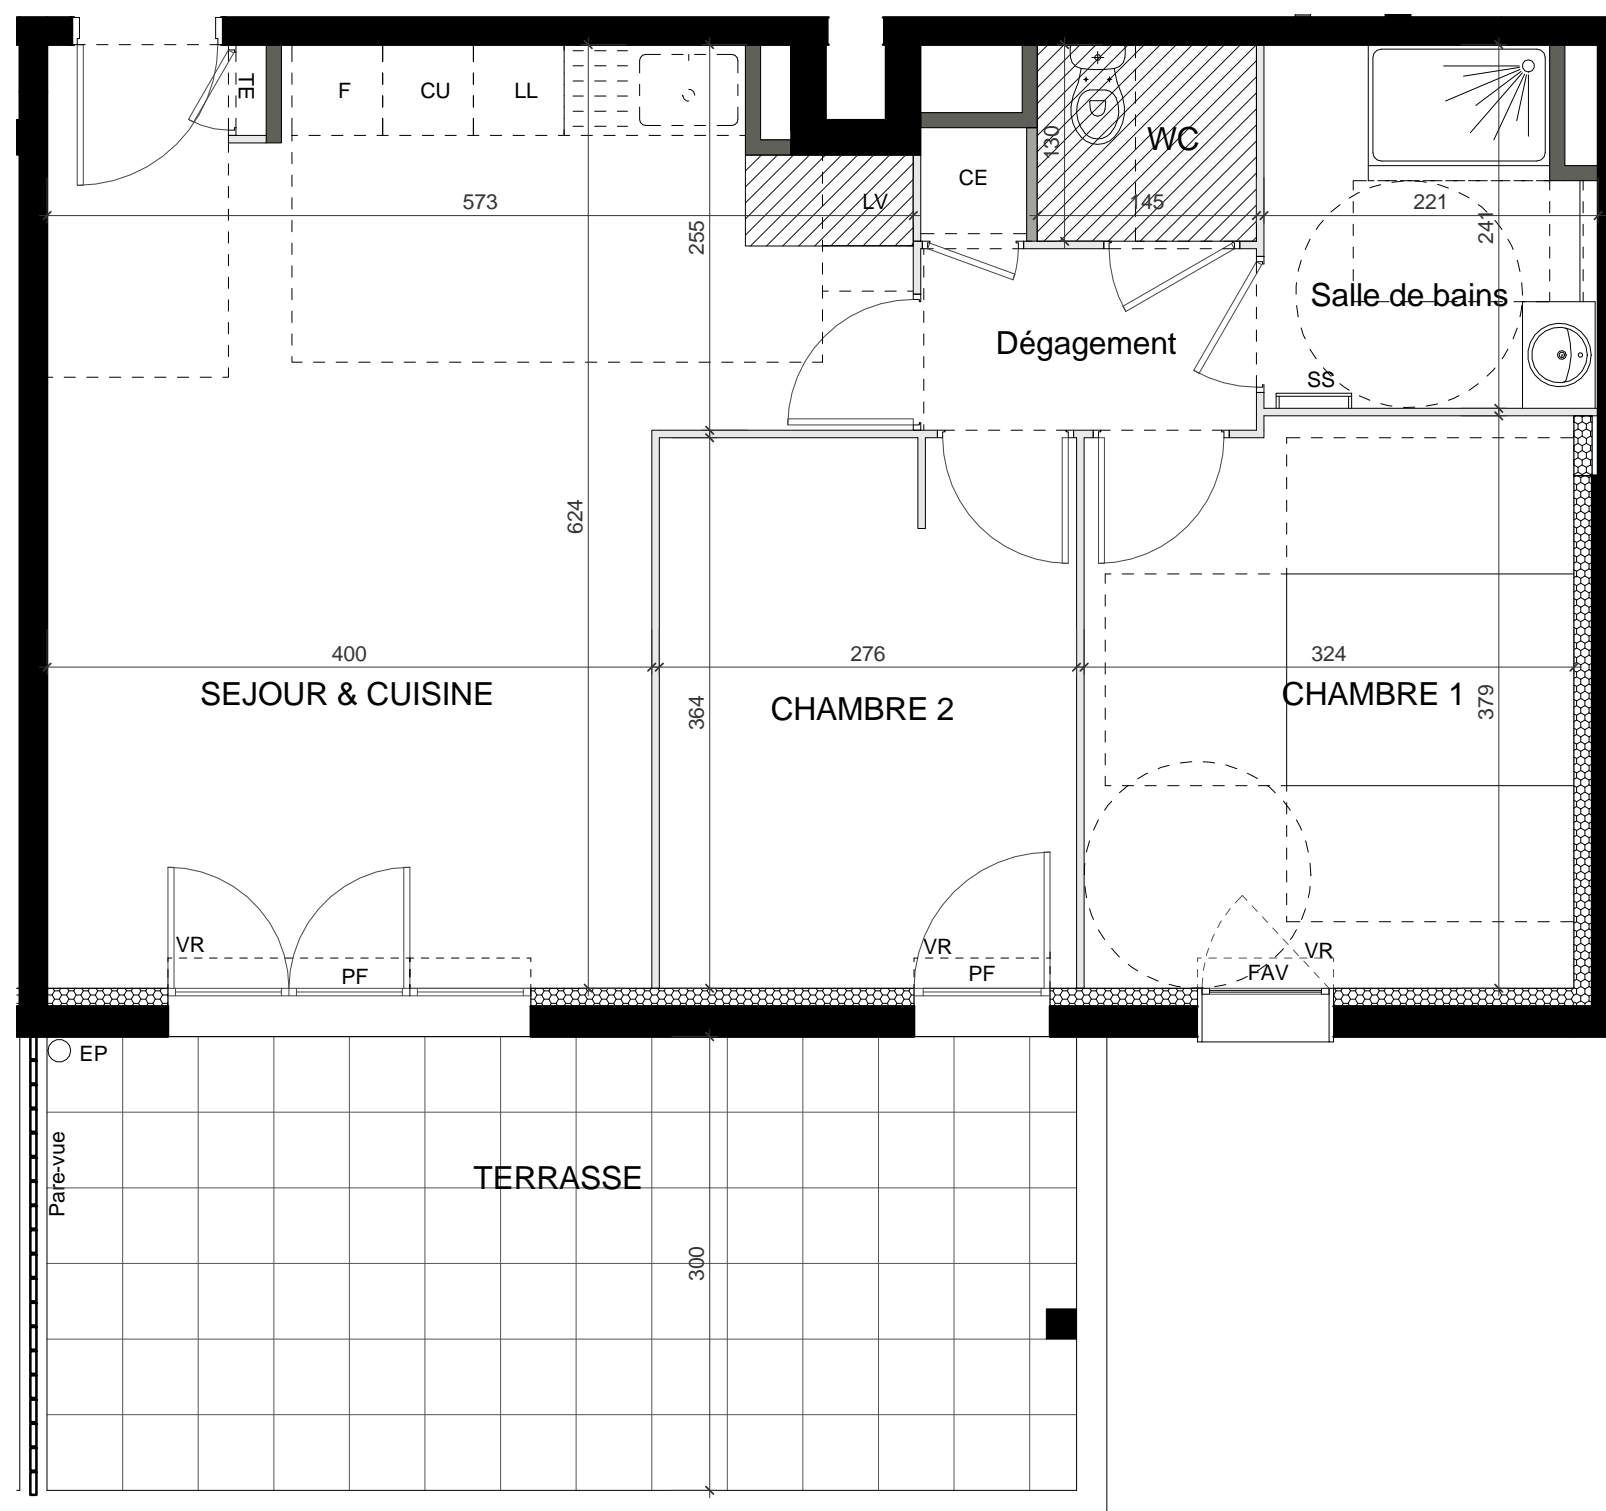 TE
F
CU
LL
WC
130
CE
LV
573
145
221
255
241
Salle de bains
Dégagement
SS
624
400
276
324
SEJOUR & CUISINE
CHAMBRE 2
CHAMBRE 1
364
379
VR
PF
VR
PF
VR
FAV
EP
Pare-vue
TERRASSE
300